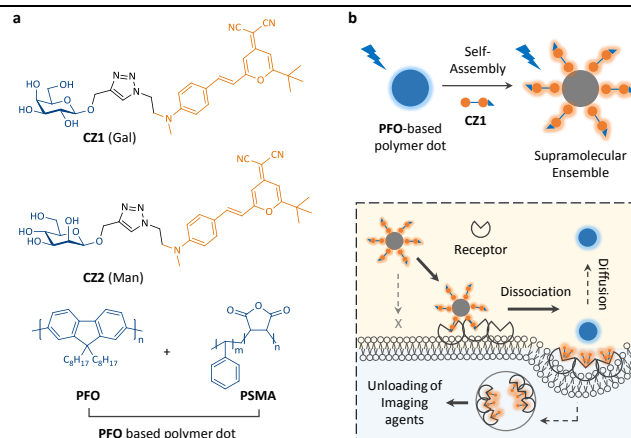 a
NC CN
O
N=N
N
HO OH
O
HO
OH
O
N
CZ1 (Gal)
NC CN
O
N=N
N
HO
OH
HO
HO
O
O
N
CZ2 (Man)
n
C8H17 C8H17
PFO
+
O O O
m n
PSMA
PFO based polymer dot
b
Self-
Assembly
CZ1
PFO-based
polymer dot
Supramolecular
Ensemble
Receptor
X
Dissociation
Diffusion
Unloading of
Imaging
agents